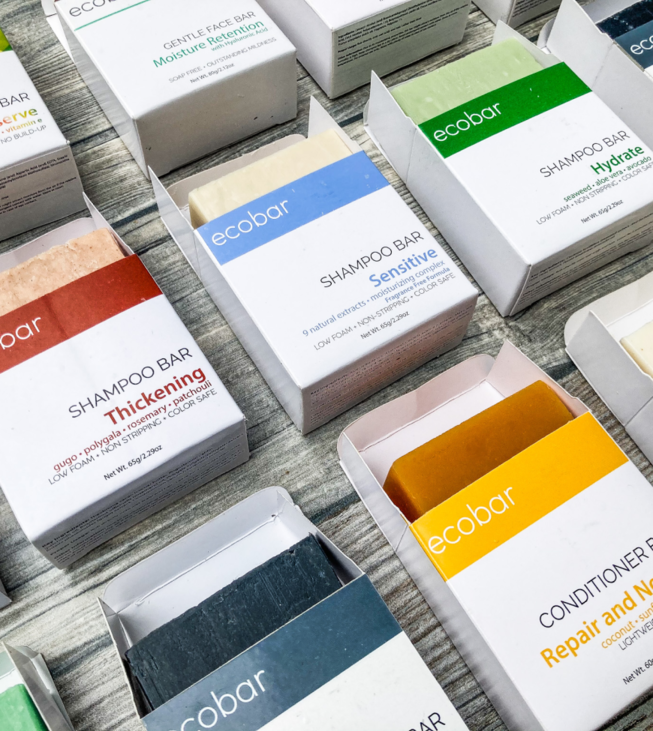 eco
GENTLE FACE BAR
Moisture Retention
with Hyaluronic Acid
SOAP FREE • OUTSTANDING MILDNESS
BAR
erve
vitamin e
NO BUILD-UP
eco
ecobar
SHAMPOO BAR
Hydrate
seaweed • aloe vera • avocado
LOW FOAM • NON STRIPPING • COLOR SAFE
Net Wt. 65g/2.29oz
ecobar
SHAMPOO BAR
Sensitive
9 natural extracts • moisturizing complex
Fragrance Free Formula
LOW FOAM • NON-STRIPPING • COLOR SAFE
Net Wt. 65g/2.29oz
bar
SHAMPOO BAR
Thickening
gugo • polygala • rosemary • patchouli
LOW FOAM • NON STRIPPING • COLOR SAFE
Net Wt. 65g/2.29oz
ecobar
CONDITIONER B
Repair and No
coconut • sunf
LIGHTWEIG
Net Wt. 60
cobar
BAR